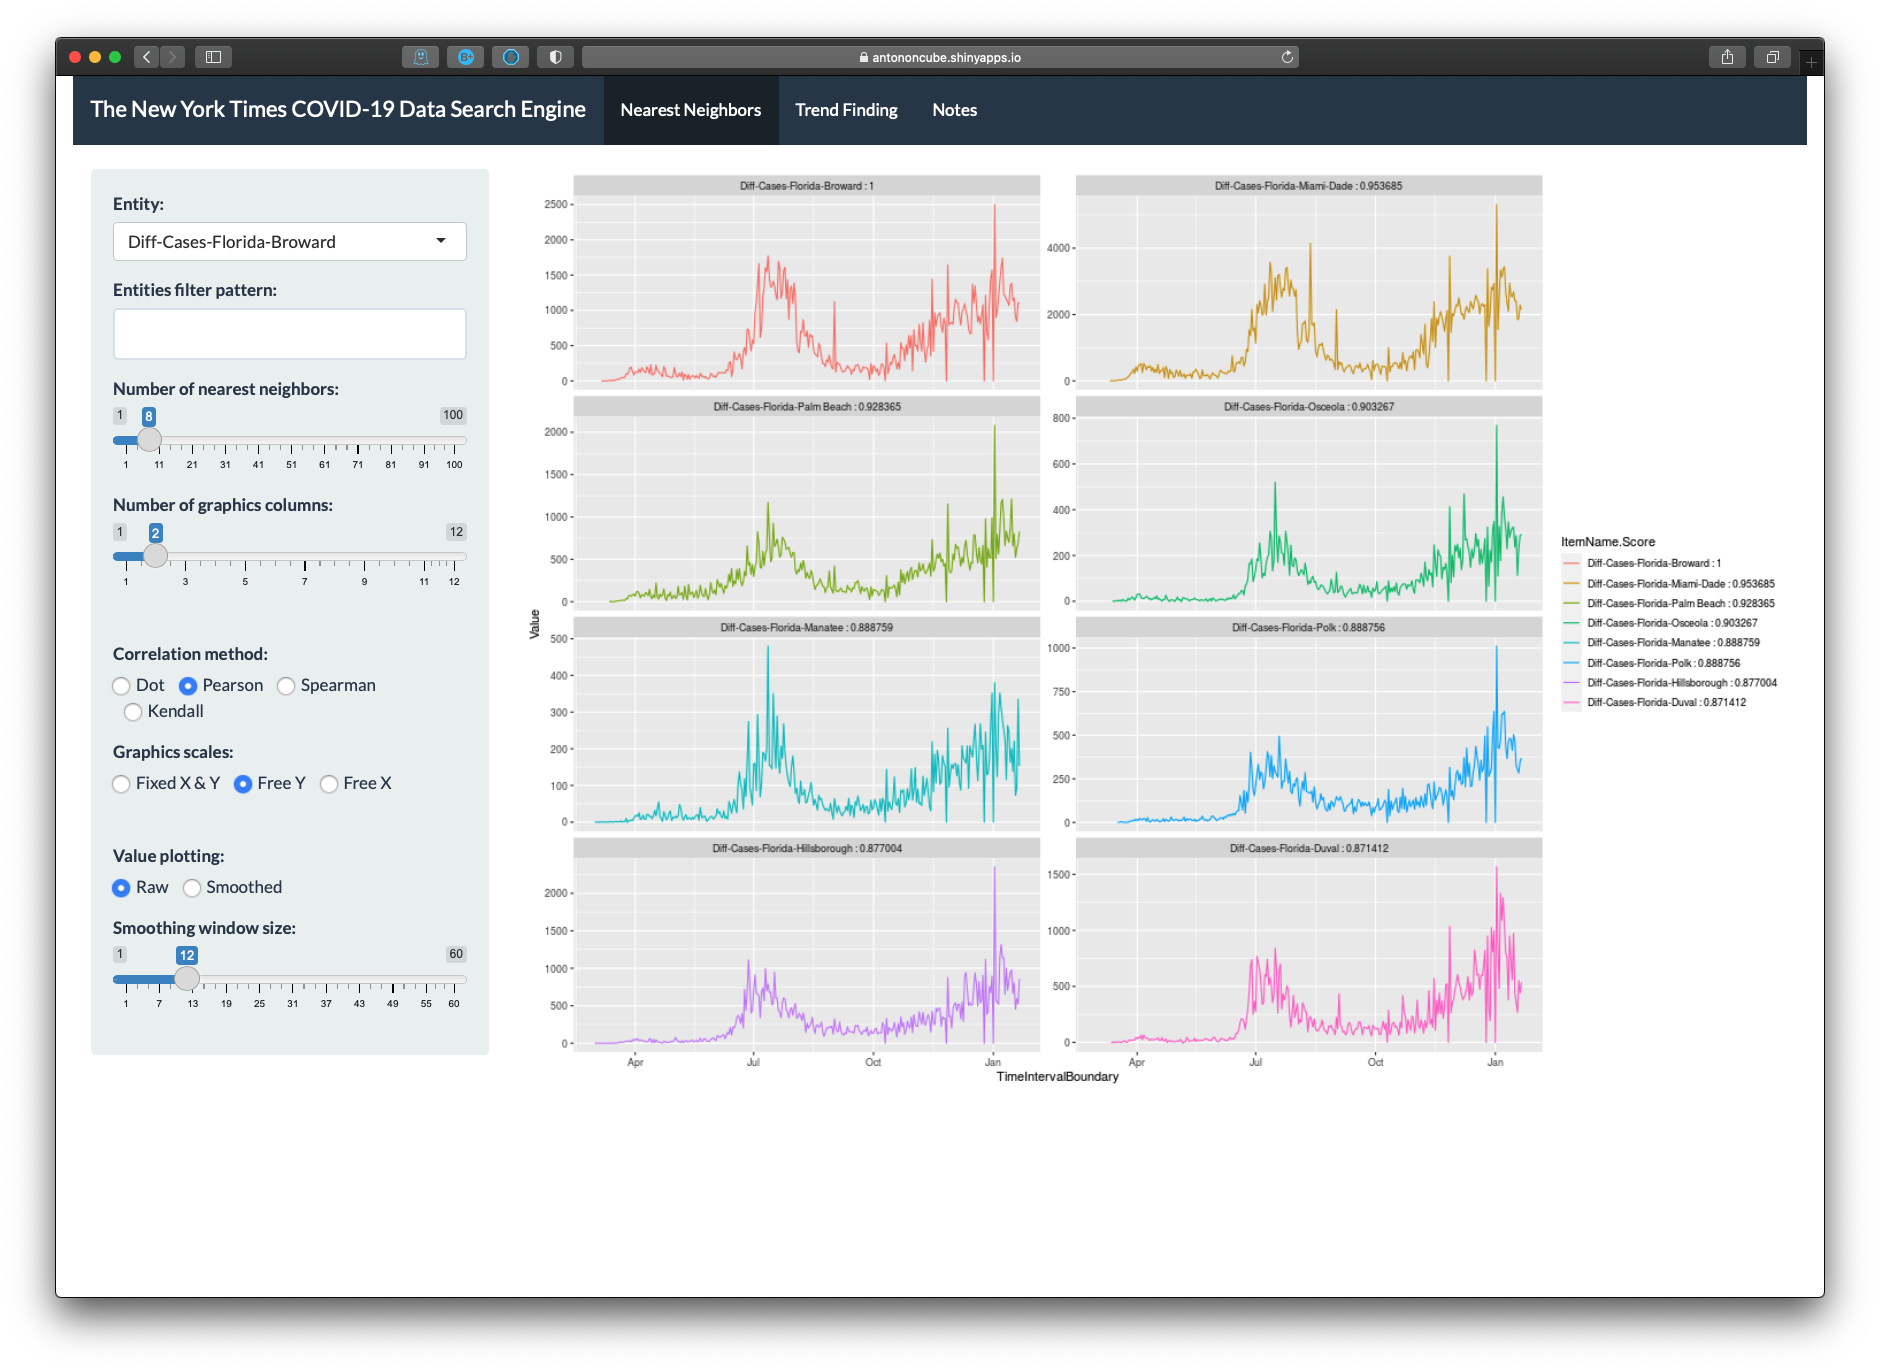 antononcube.shinyapps.io
The New York Times COVID-19 Data Search Engine
Nearest Neighbors
Trend Finding
Notes
Entity:
Diff-Cases-Florida-Broward
Entities filter pattern:
Number of nearest neighbors:
1 8 100
1 11 21 31 41 51 61 71 81 91 100
Number of graphics columns:
1 2 12
1 3 5 7 9 11 12
Correlation method:
Dot Pearson Spearman
Kendall
Graphics scales:
Fixed X & Y Free Y Free X
Value plotting:
Raw Smoothed
Smoothing window size:
1 12 60
1 7 13 19 25 31 37 43 49 55 60
Value
Diff-Cases-Florida-Broward : 1
2500
2000
1500
1000
500
0
Diff-Cases-Florida-Miami-Dade : 0.953685
4000
2000
0
Diff-Cases-Florida-Palm Beach : 0.928365
2000
1500
1000
500
0
Diff-Cases-Florida-Osceola : 0.903267
800
600
400
200
0
Diff-Cases-Florida-Manatee : 0.888759
500
400
300
200
100
0
Diff-Cases-Florida-Polk : 0.888756
1000
750
500
250
0
Diff-Cases-Florida-Hillsborough : 0.877004
2000
1500
1000
500
0
Diff-Cases-Florida-Duval : 0.871412
1500
1000
500
0
Apr Jul Oct Jan
Apr Jul Oct Jan
TimeIntervalBoundary
ItemName.Score
Diff-Cases-Florida-Broward : 1
Diff-Cases-Florida-Miami-Dade : 0.953685
Diff-Cases-Florida-Palm Beach : 0.928365
Diff-Cases-Florida-Osceola : 0.903267
Diff-Cases-Florida-Manatee : 0.888759
Diff-Cases-Florida-Polk : 0.888756
Diff-Cases-Florida-Hillsborough : 0.877004
Diff-Cases-Florida-Duval : 0.871412